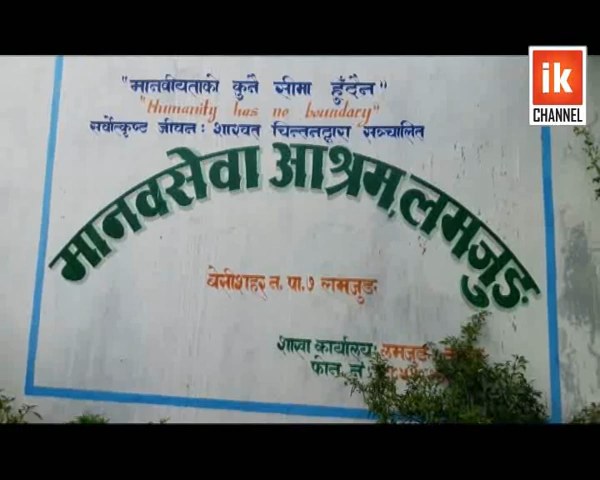 "मानवीयताको कुनै सीमा हुँदैन"
"Humanity has no boundary"
सर्वोत्कृष्ट जीवन: शाश्वत चिन्तनद्वारा सञ्चालित
मानवसेवा आश्रम, लमजुङ
बेसीशहर न. पा. ७ लमजुङ
शाखा कार्यालय: लमजुङ
फोन नं
ik
CHANNEL